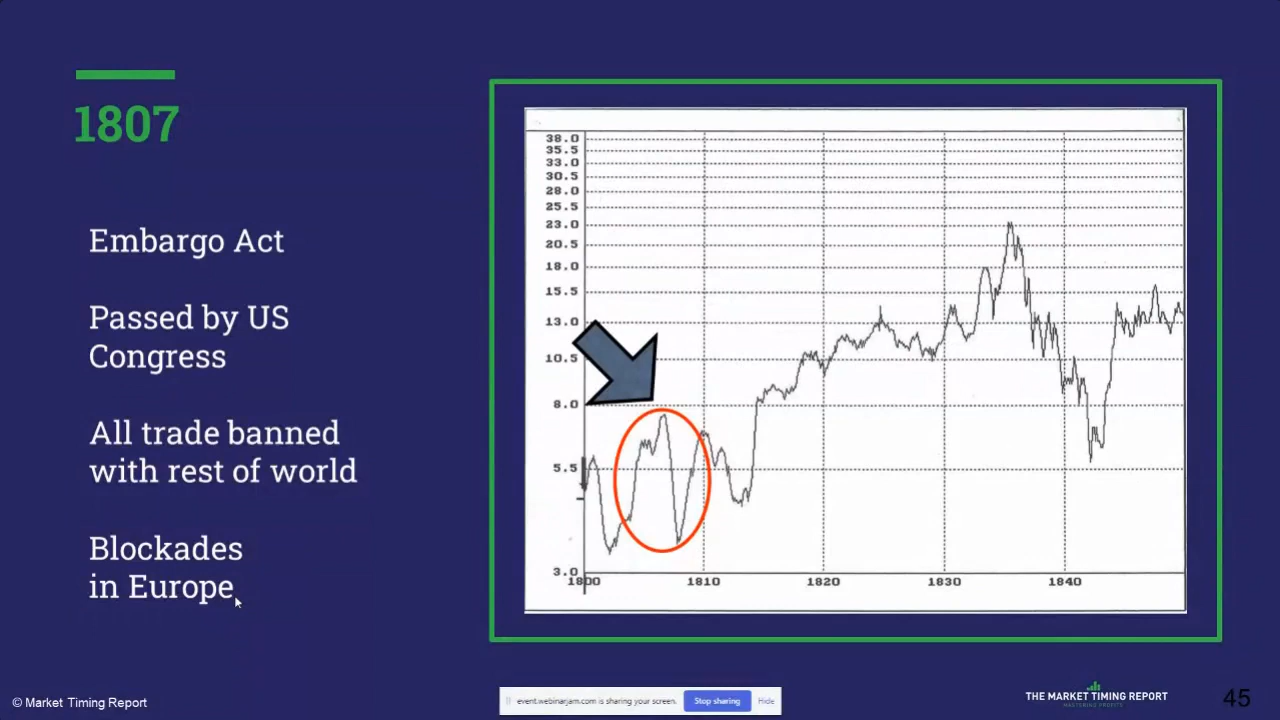 1807
Embargo Act
Passed by US
Congress
All trade banned
with rest of world
Blockades
in Europe
38.0
35.5
33.0
30.5
28.0
25.5
23.0
20.5
18.0
15.5
13.0
10.5
8.0
5.5
3.0
1800 1810 1820 1830 1840
© Market Timing Report
event.webinarjam.com is sharing your screen. Stop sharing Hide
THE MARKET TIMING REPORT
MASTERING PROFITS
45